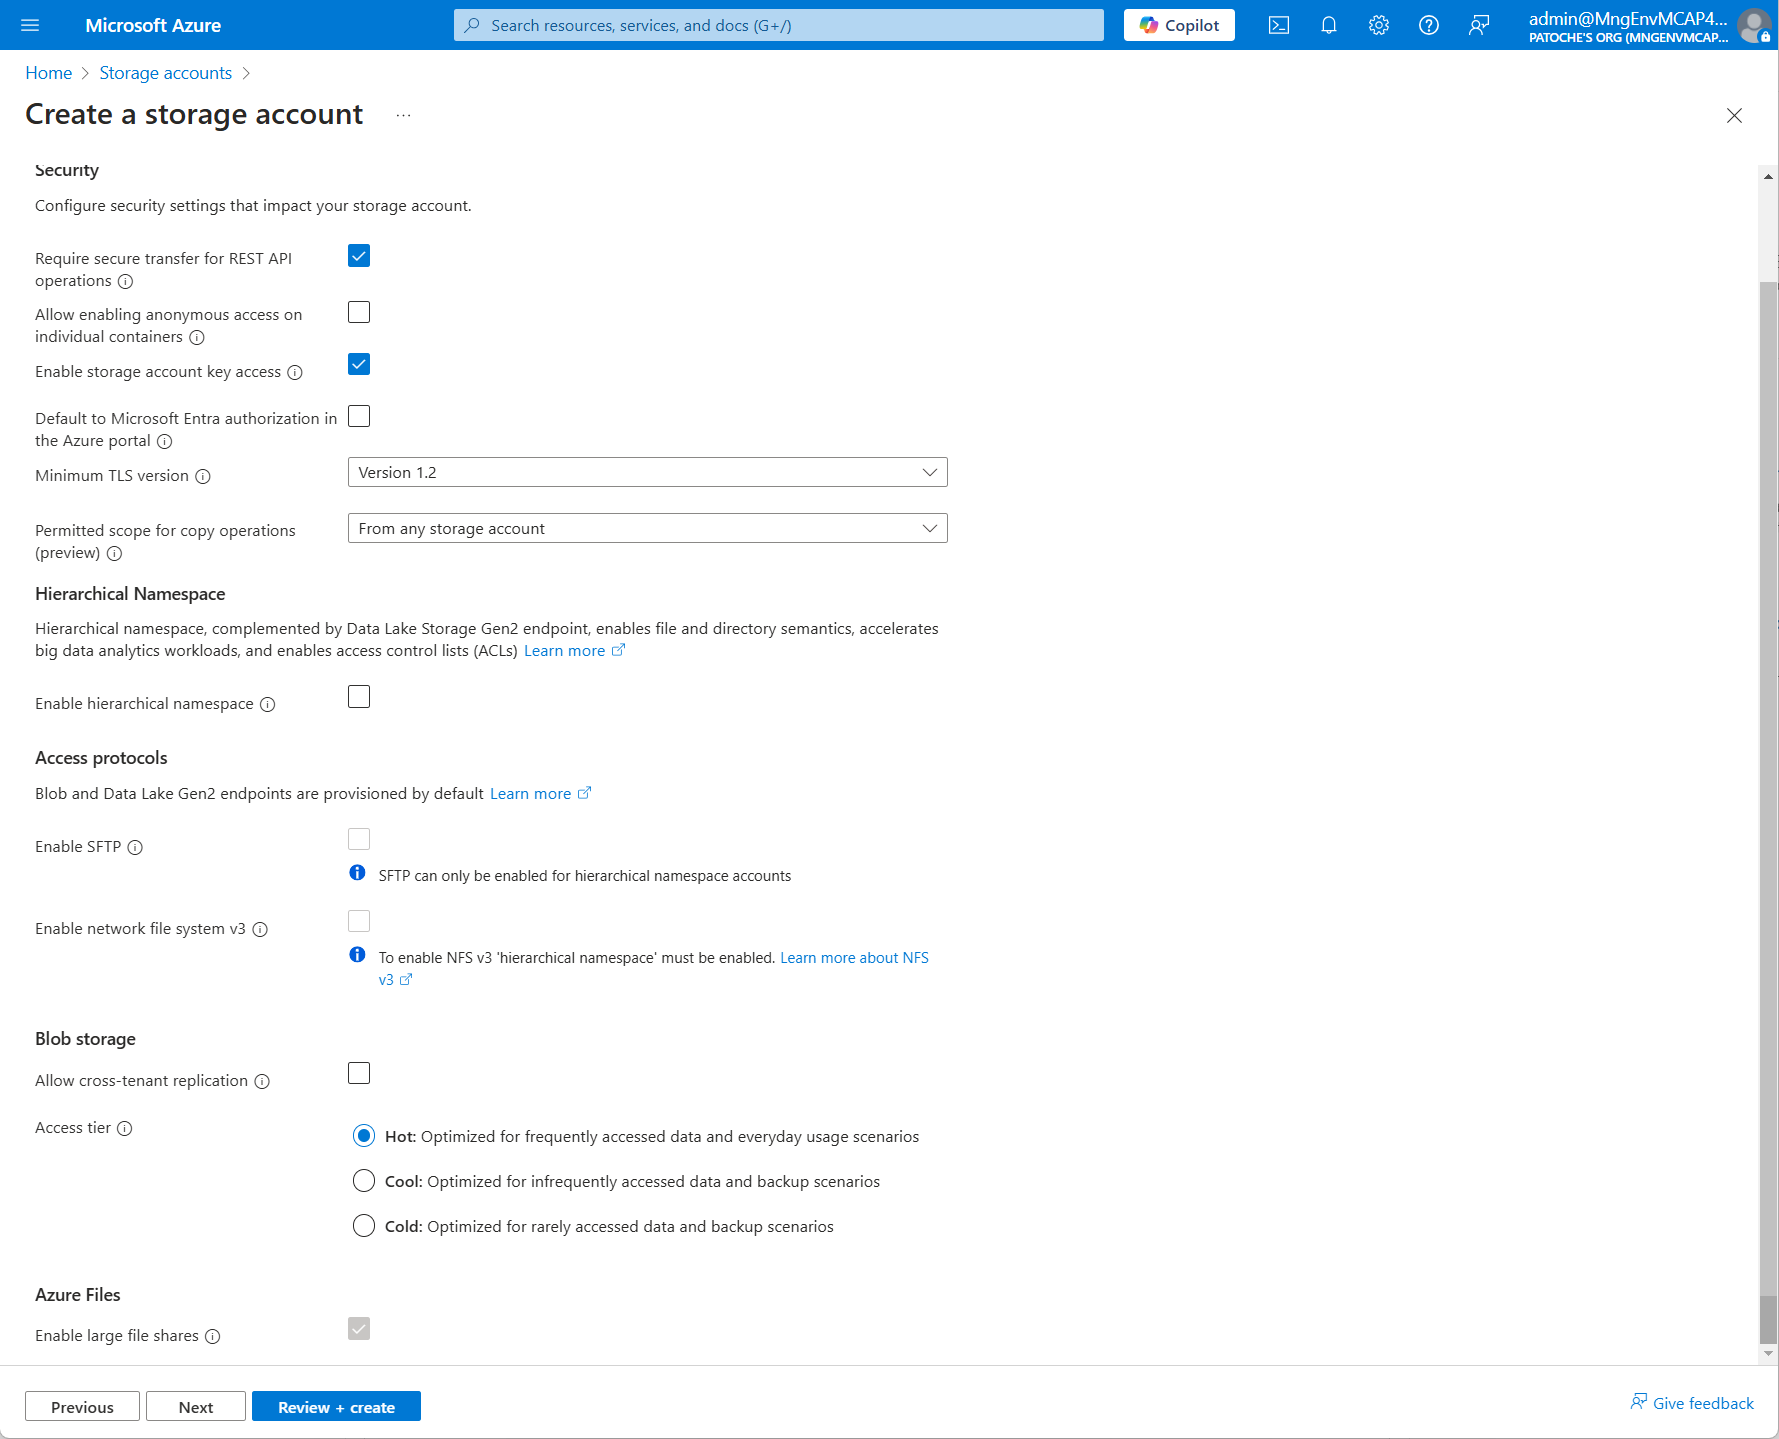 Microsoft Azure
Search resources, services, and docs (G+/)
Copilot
admin@MngEnvMCAP4...
PATOCHE'S ORG (MNGENVMCAP...
Home > Storage accounts >
Create a storage account ...
Security
Configure security settings that impact your storage account.
Require secure transfer for REST API
operations
Allow enabling anonymous access on
individual containers
Enable storage account key access
Default to Microsoft Entra authorization in
the Azure portal
Minimum TLS version
Version 1.2
Permitted scope for copy operations
(preview)
From any storage account
Hierarchical Namespace
Hierarchical namespace, complemented by Data Lake Storage Gen2 endpoint, enables file and directory semantics, accelerates
big data analytics workloads, and enables access control lists (ACLs) Learn more
Enable hierarchical namespace
Access protocols
Blob and Data Lake Gen2 endpoints are provisioned by default Learn more
Enable SFTP
SFTP can only be enabled for hierarchical namespace accounts
Enable network file system v3
To enable NFS v3 'hierarchical namespace' must be enabled. Learn more about NFS
v3
Blob storage
Allow cross-tenant replication
Access tier
Hot: Optimized for frequently accessed data and everyday usage scenarios
Cool: Optimized for infrequently accessed data and backup scenarios
Cold: Optimized for rarely accessed data and backup scenarios
Azure Files
Enable large file shares
Previous
Next
Review + create
Give feedback